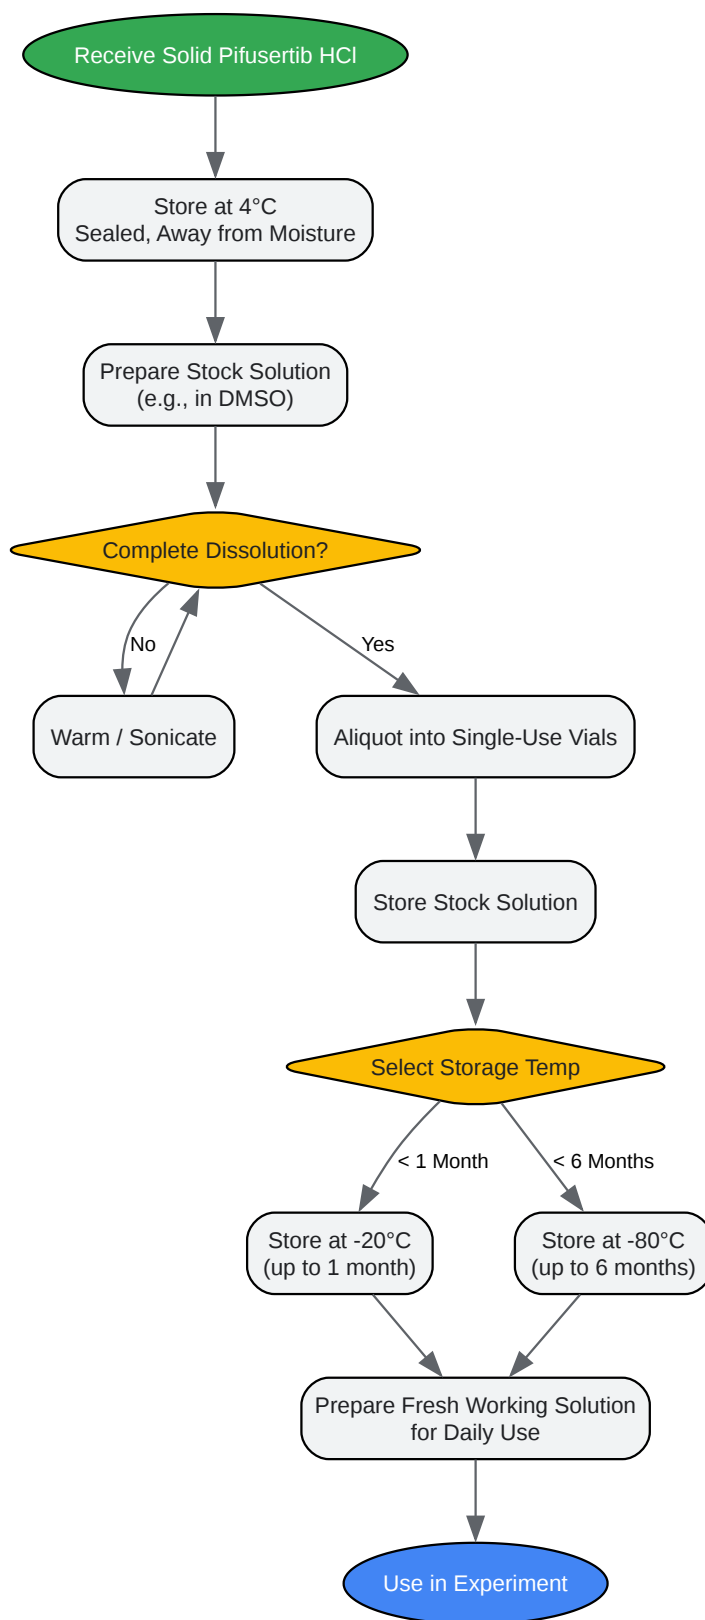 Receive Solid Pifusertib HCl
Store at 4°C
Sealed, Away from Moisture
Prepare Stock Solution
(e.g., in DMSO)
Complete Dissolution?
No
Yes
Warm / Sonicate
Aliquot into Single-Use Vials
Store Stock Solution
Select Storage Temp
< 1 Month
< 6 Months
Store at -20°C
(up to 1 month)
Store at -80°C
(up to 6 months)
Prepare Fresh Working Solution
for Daily Use
Use in Experiment